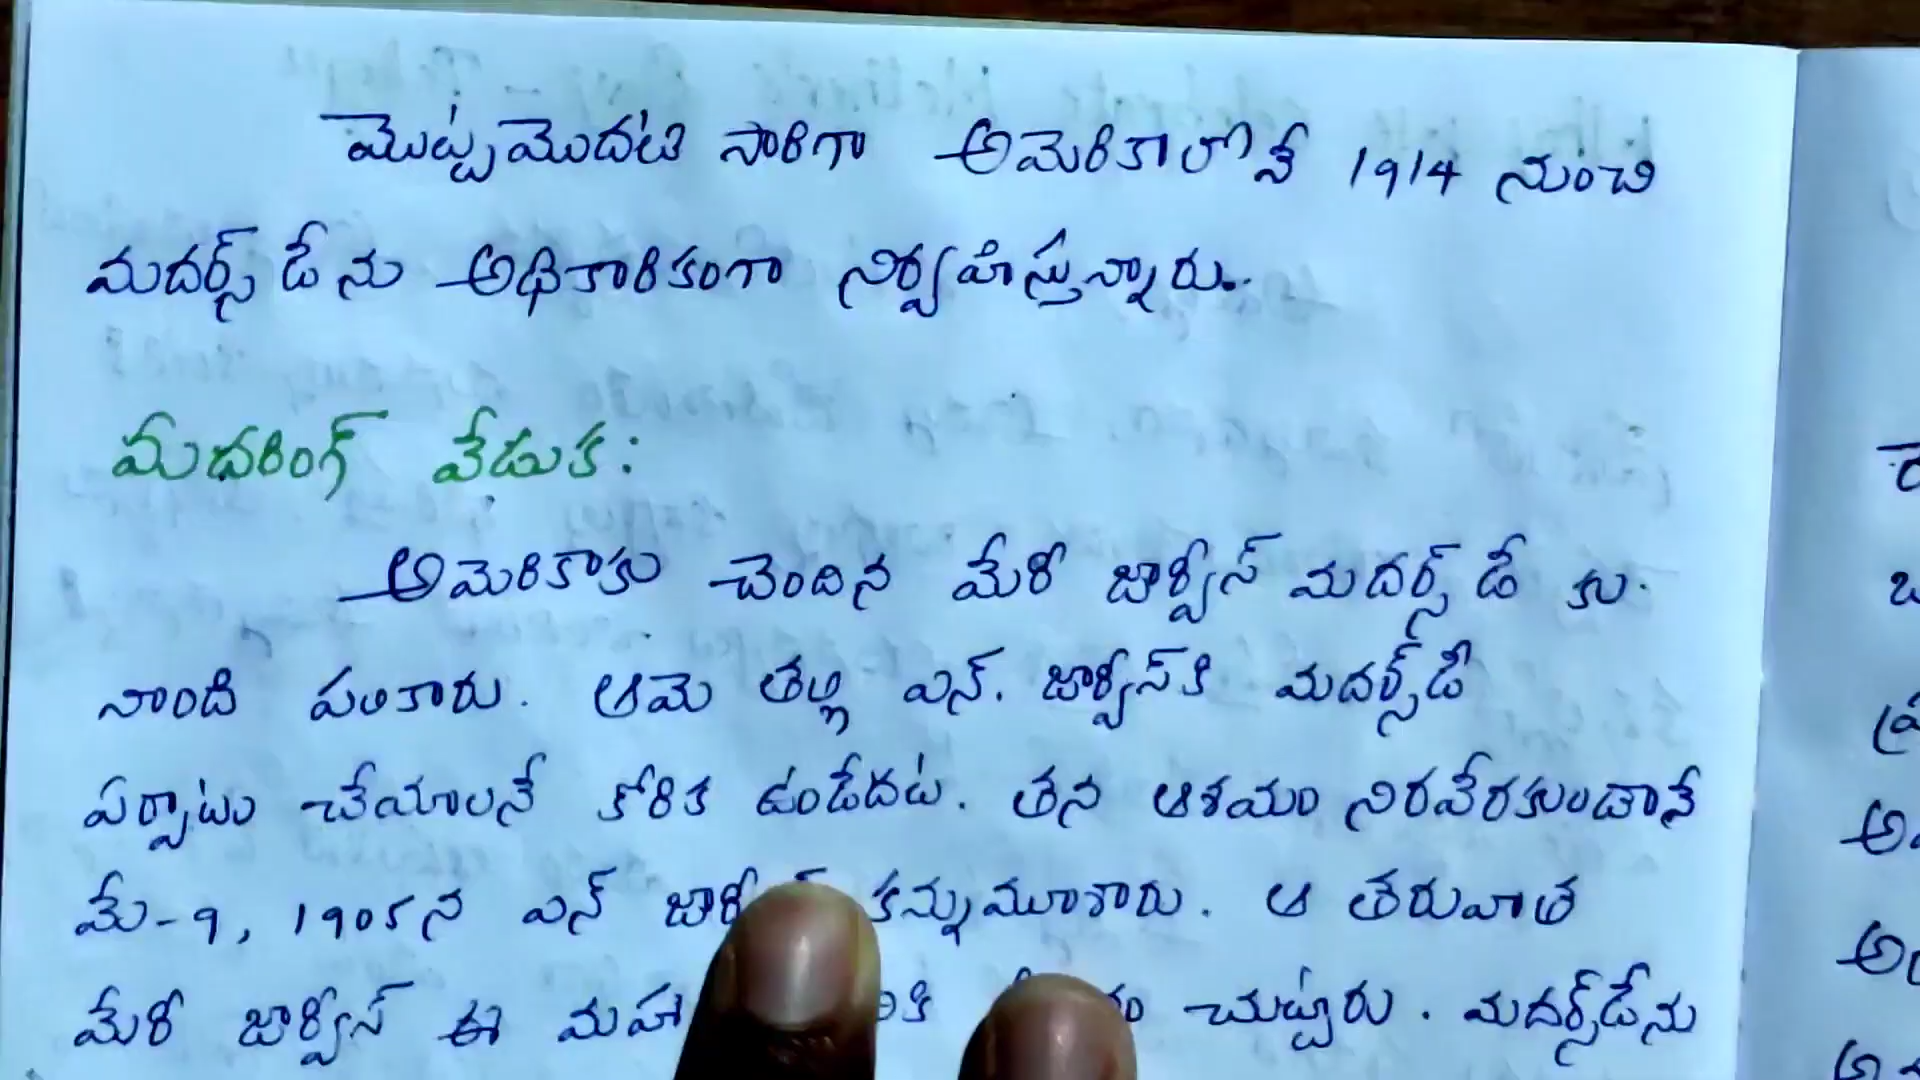 మొట్టమొదటి సారిగా అమెరికాలోనే 1914 నుంచి
మదర్స్ డే ను అధికారికంగా నిర్వహిస్తున్నారు.
మదరింగ్ వేడుక:
అమెరికాకు చెందిన మేరీ జార్వీస్ మదర్స్ డే కు
నాంది పలికారు. ఆమె తల్లి ఎన్. జార్వీస్‌కి మదర్స్‌డే
ఏర్పాటు చేయాలనే కోరిక ఉండేదట. తన ఆశయం నిరవేరకుండానే
మే-9, 1905న ఎన్ కన్నుమూశారు. ఆ తరువాత
మేరీ జార్వీస్ ఈ చుట్టారు. మదర్స్‌డేను